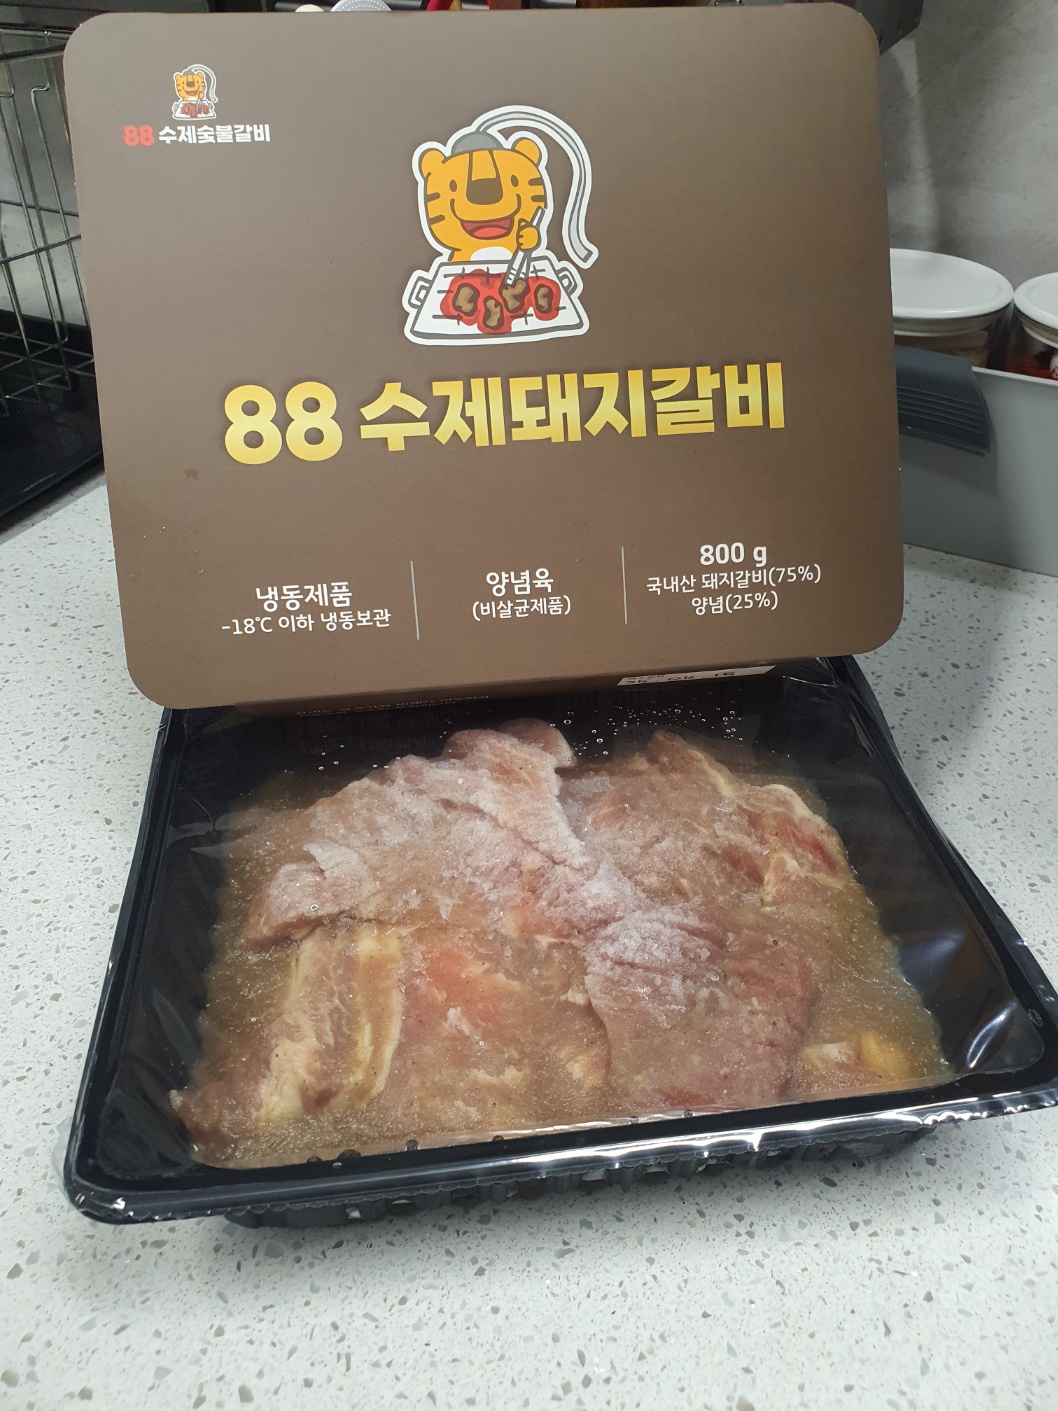 88 수제숯불갈비
88 수제돼지갈비
냉동제품
-18℃ 이하 냉동보관
양념육
(비살균제품)
800 g
국내산 돼지갈비(75%)
양념(25%)